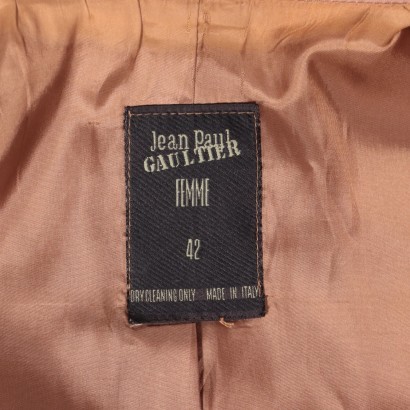 Jean Paul
GAULTIER
FEMME
42
DRY CLEANING ONLY MADE IN ITALY